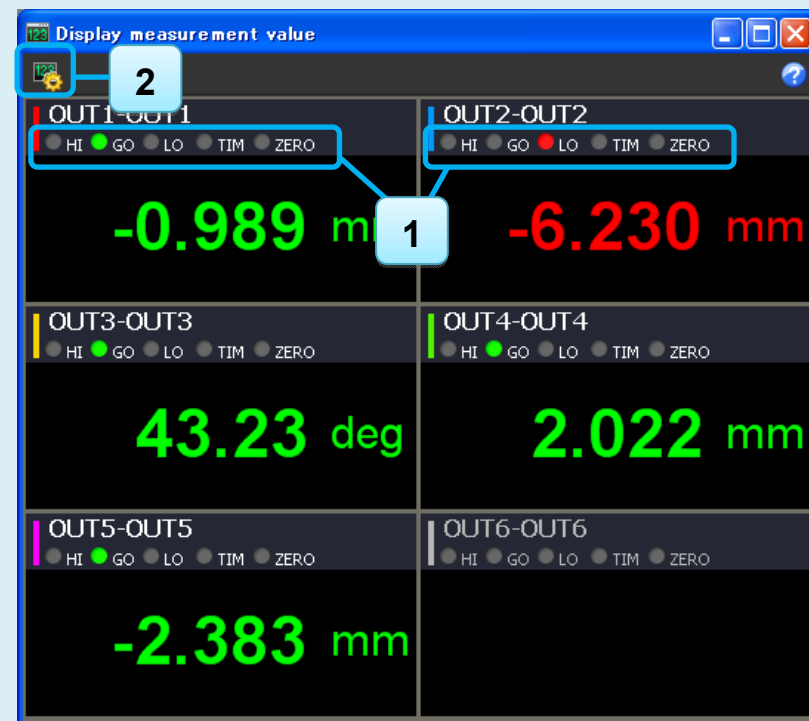 123 Display measurement value
123
2
?
OUT1-OUT1
HI GO LO TIM ZERO
-0.989 mm
OUT2-OUT2
HI GO LO TIM ZERO
1
-6.230 mm
OUT3-OUT3
HI GO LO TIM ZERO
43.23 deg
OUT4-OUT4
HI GO LO TIM ZERO
2.022 mm
OUT5-OUT5
HI GO LO TIM ZERO
-2.383 mm
OUT6-OUT6
HI GO LO TIM ZERO